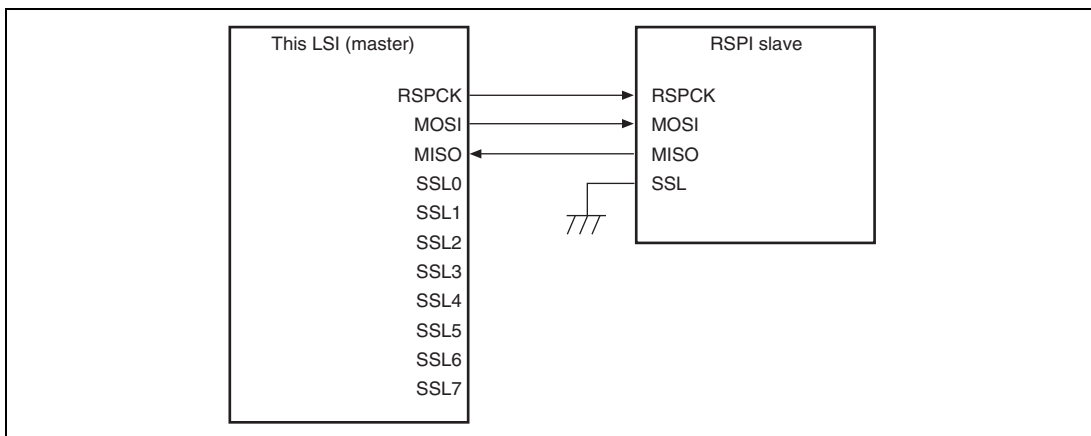 This LSI (master)
RSPCK
MOSI
MISO
SSL0
SSL1
SSL2
SSL3
SSL4
SSL5
SSL6
SSL7
RSPI slave
RSPCK
MOSI
MISO
SSL